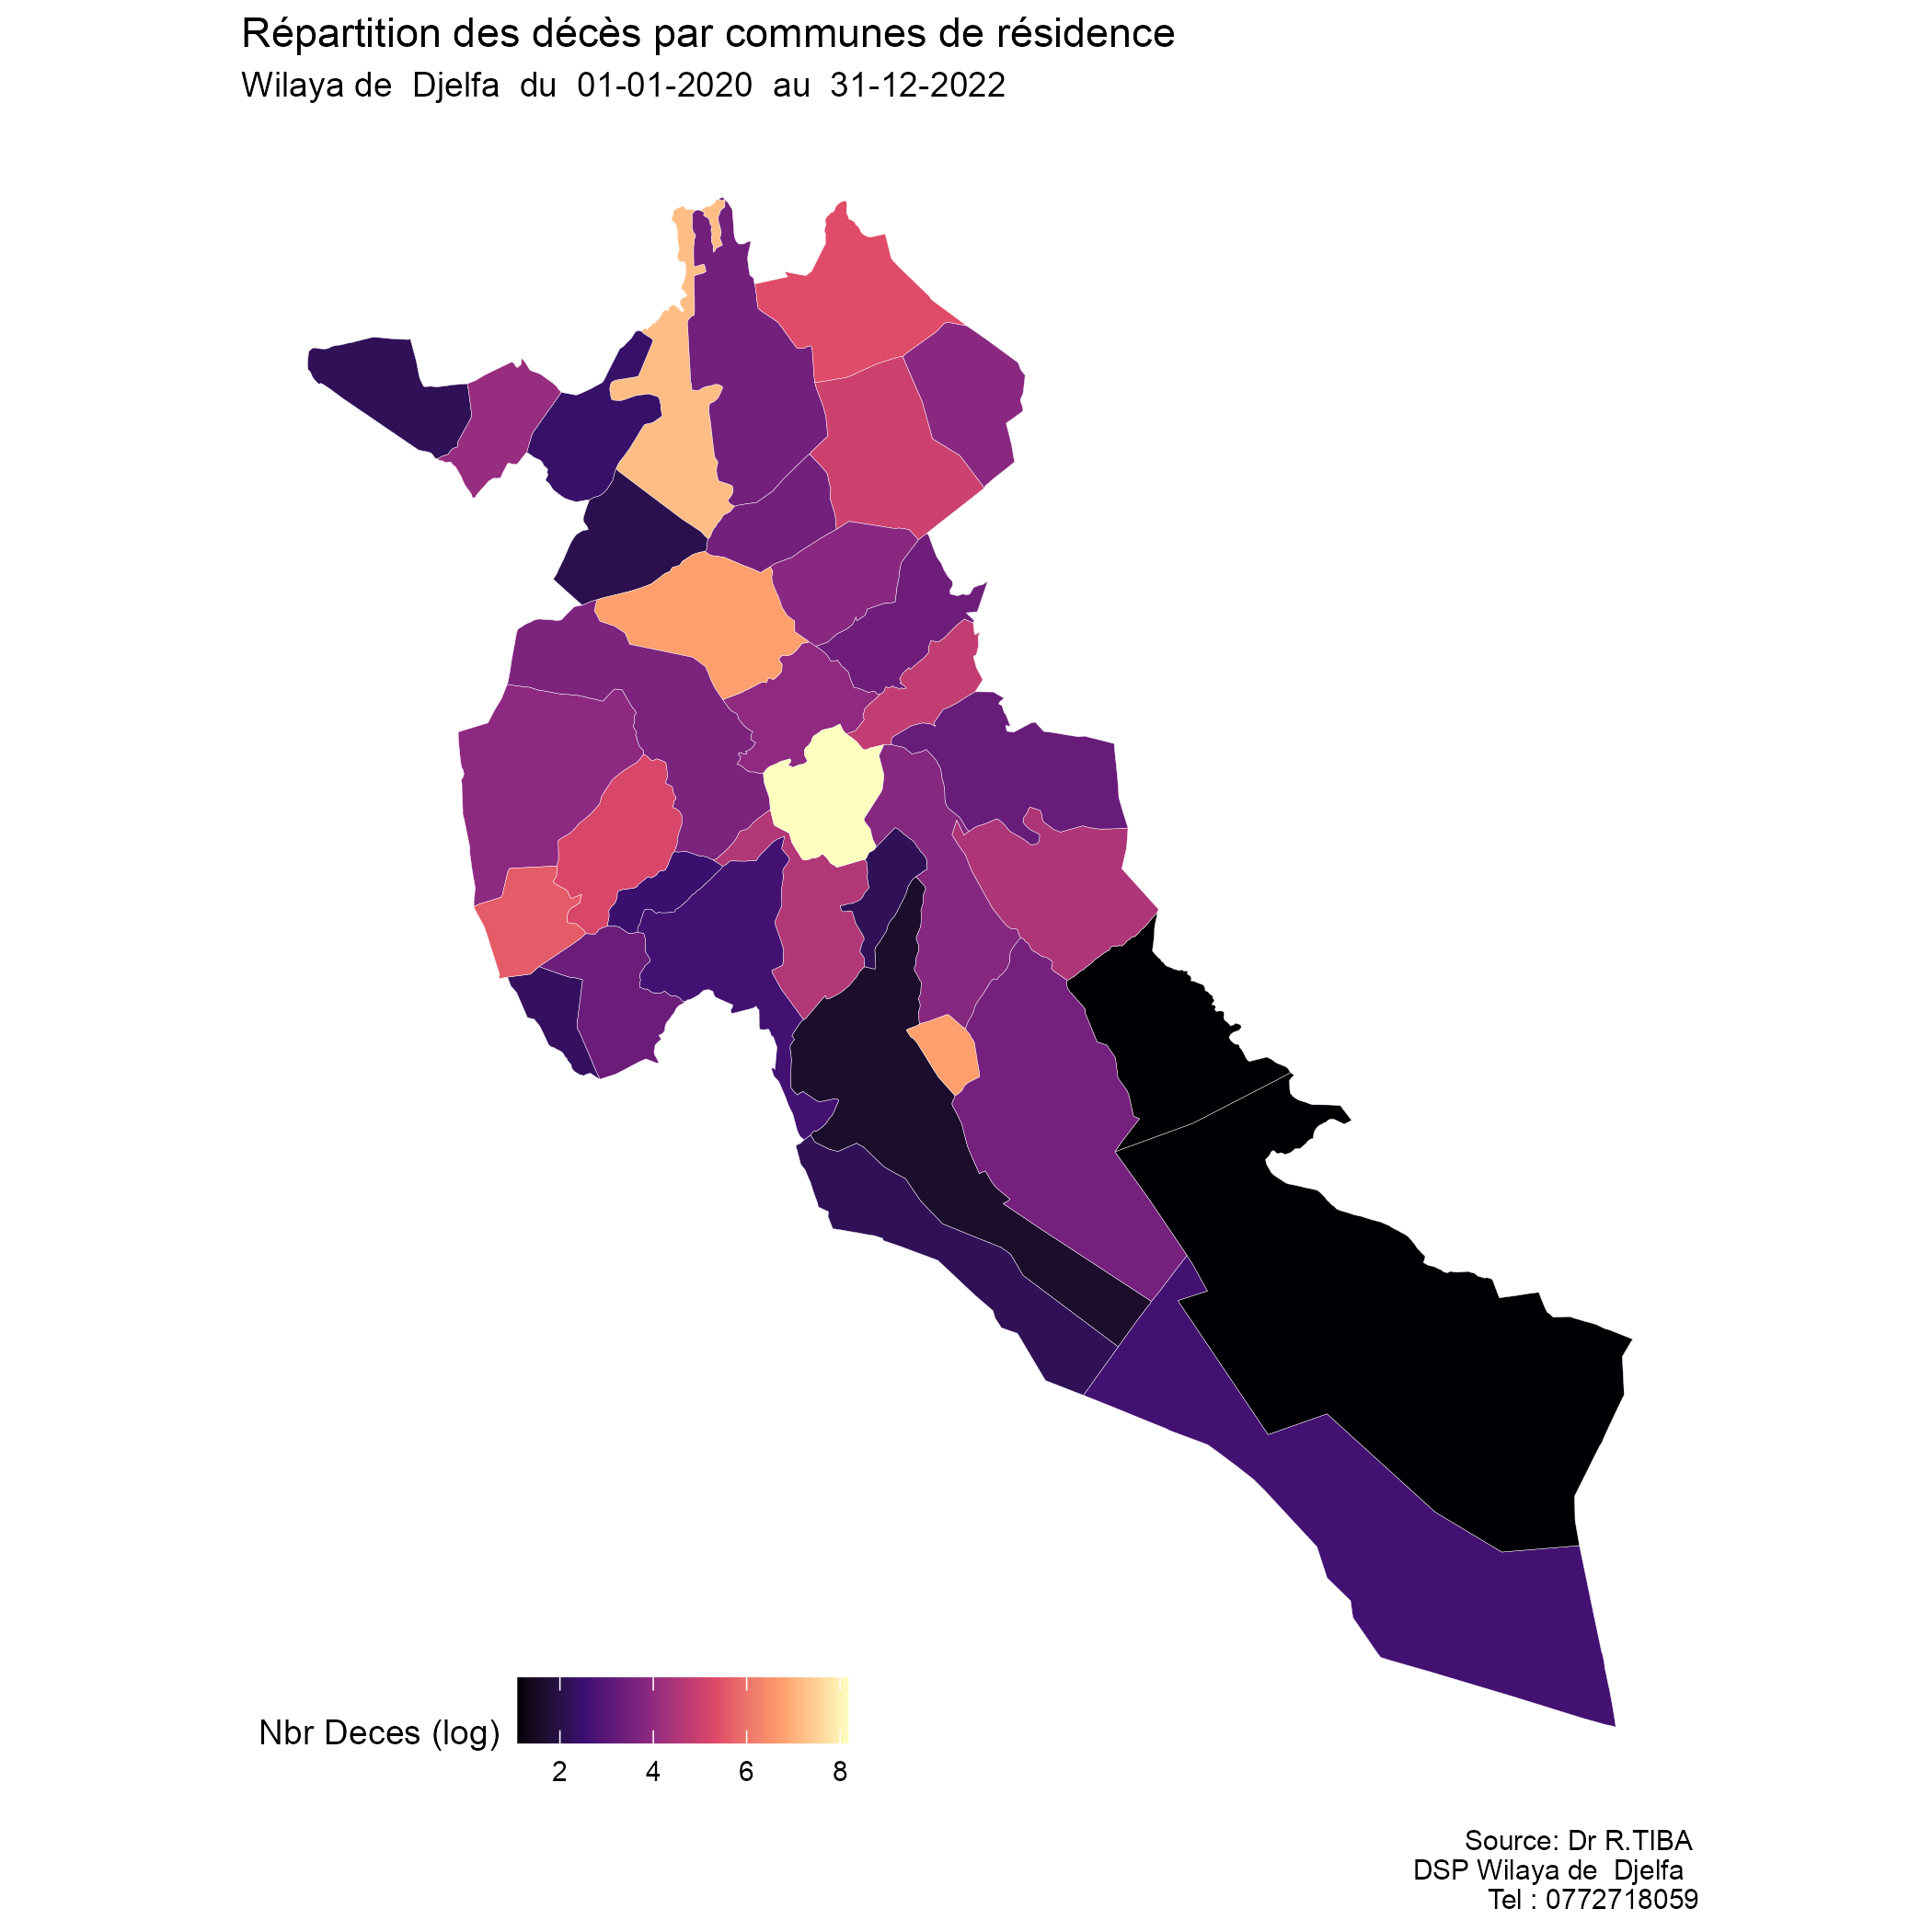 Répartition des décès par communes de résidence
Wilaya de  Djelfa  du  01-01-2020  au  31-12-2022
Nbr Deces (log)
2 4 6 8
Source: Dr R.TIBA
DSP Wilaya de  Djelfa
Tel : 0772718059